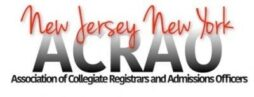 New Jersey New York
ACRAO
Association of Collegiate Registrars and Admissions Officers